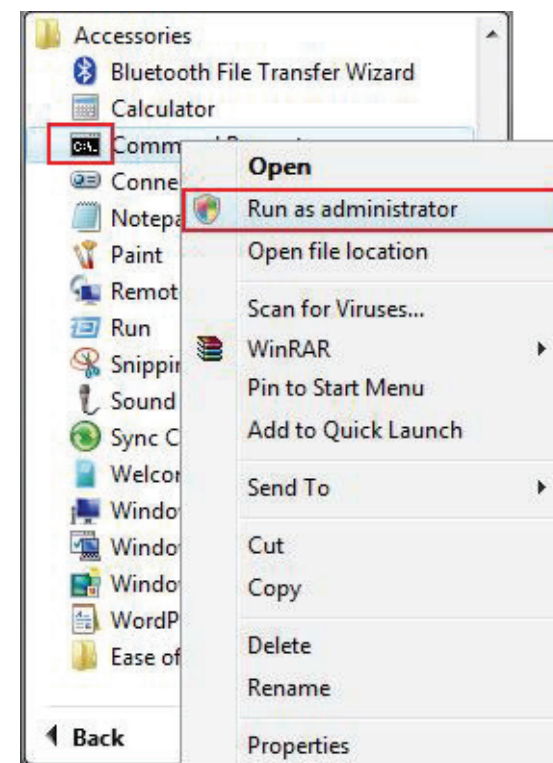 Accessories
Bluetooth File Transfer Wizard
Calculator
Comm
Conne
Notepa
Paint
Remot
Run
Snippin
Sound
Sync C
Welcor
Windo
Windo
Windo
WordP
Ease of
Back
Open
Run as administrator
Open file location
Scan for Viruses...
WinRAR
Pin to Start Menu
Add to Quick Launch
Send To
Cut
Copy
Delete
Rename
Properties